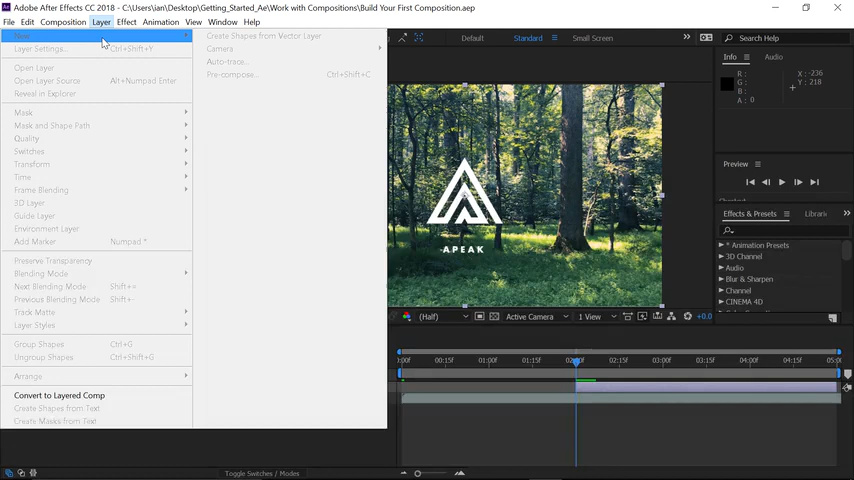 Adobe After Effects CC 2018 - C:\Users\ian\Desktop\Getting_Started_Ae\Work with Compositions\Build Your First Composition.aep
File Edit Composition Layer Effect Animation View Window Help
New
Layer Settings... Ctrl+Shift+Y
Open Layer
Open Layer Source Alt+Numpad Enter
Reveal in Explorer
Mask
Mask and Shape Path
Quality
Switches
Transform
Time
Frame Blending
3D Layer
Guide Layer
Environment Layer
Add Marker Numpad *
Preserve Transparency
Blending Mode
Next Blending Mode Shift+=
Previous Blending Mode Shift+-
Track Matte
Layer Styles
Group Shapes Ctrl+G
Ungroup Shapes Ctrl+Shift+G
Arrange
Convert to Layered Comp
Create Shapes from Text
Create Masks from Text
Create Shapes from Vector Layer
Camera
Auto-trace...
Pre-compose... Ctrl+Shift+C
Default Standard Small Screen
Search Help
Info Audio
R:
G:
B:
A: 0
X: -236
Y: 218
Preview
Effects & Presets Librari
* Animation Presets
3D Channel
Audio
Blur & Sharpen
Channel
CINEMA 4D
APEAK
(Half) Active Camera 1 View +0.0
0:00f 00:15f 01:00f 01:15f 02:00f 02:15f 03:00f 03:15f 04:00f 04:15f 05:0
Toggle Switches / Modes